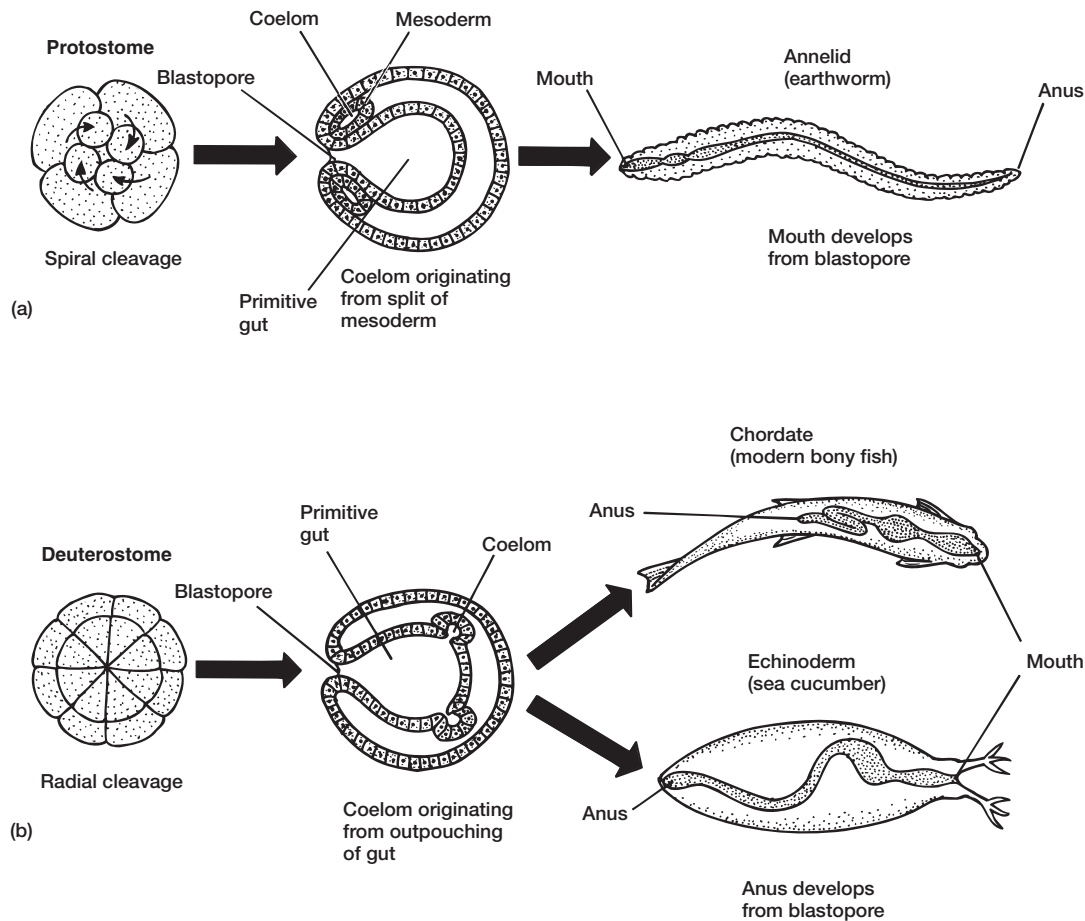 Protostome
Coelom
Mesoderm
Blastopore
Spiral cleavage
Primitive
gut
Coelom originating
from split of
mesoderm
Mouth
Annelid
(earthworm)
Anus
Mouth develops
from blastopore
(a)
Deuterostome
Primitive
gut
Coelom
Blastopore
Radial cleavage
Coelom originating
from outpouching
of gut
Chordate
(modern bony fish)
Anus
Echinoderm
(sea cucumber)
Mouth
Anus
Anus develops
from blastopore
(b)